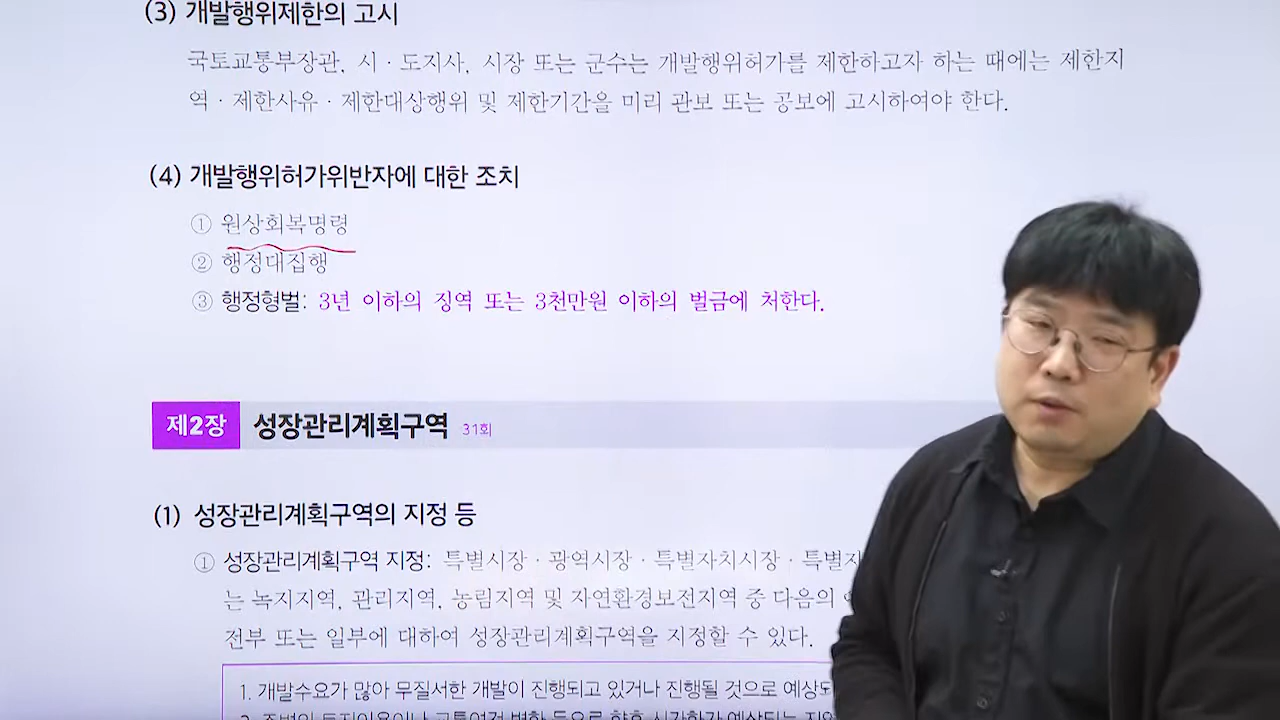 (3) 개발행위제한의 고시
국토교통부장관, 시 · 도지사, 시장 또는 군수는 개발행위허가를 제한하고자 하는 때에는 제한지
역 · 제한사유 · 제한대상행위 및 제한기간을 미리 관보 또는 공보에 고시하여야 한다.
(4) 개발행위허가위반자에 대한 조치
① 원상회복명령
② 행정대집행
③ 행정형벌: 3년 이하의 징역 또는 3천만원 이하의 벌금에 처한다.
제2장 성장관리계획구역 31회
(1) 성장관리계획구역의 지정 등
① 성장관리계획구역 지정: 특별시장 · 광역시장 · 특별자치시장 · 특별자
는 녹지지역, 관리지역, 농림지역 및 자연환경보전지역 중 다음의
전부 또는 일부에 대하여 성장관리계획구역을 지정할 수 있다.
1. 개발수요가 많아 무질서한 개발이 진행되고 있거나 진행될 것으로 예상되